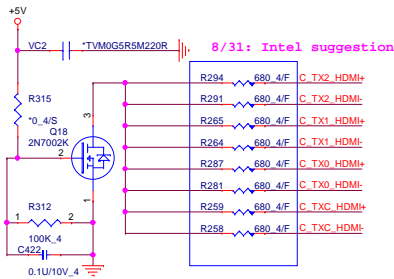 +5V
VC2 *TVM0G5R5M220R
8/31: Intel suggestion
R294 680_4/F C_TX2_HDMI+
R291 680_4/F C_TX2_HDMI-
R265 680_4/F C_TX1_HDMI+
R264 680_4/F C_TX1_HDMI-
R287 680_4/F C_TX0_HDMI+
R281 680_4/F C_TX0_HDMI-
R259 680_4/F C_TXC_HDMI+
R258 680_4/F C_TXC_HDMI-
R315
*0_4/S
Q18
2N7002K
3
2
1
R312
1 2
100K_4
C422
0.1U/10V_4